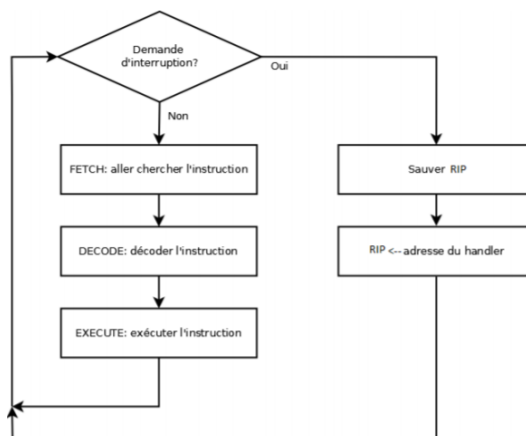 Demande
d'interruption?
Oui
Non
FETCH: aller chercher l'instruction
Sauver RIP
DECODE: décoder l'instruction
RIP <-- adresse du handler
EXECUTE: exécuter l'instruction